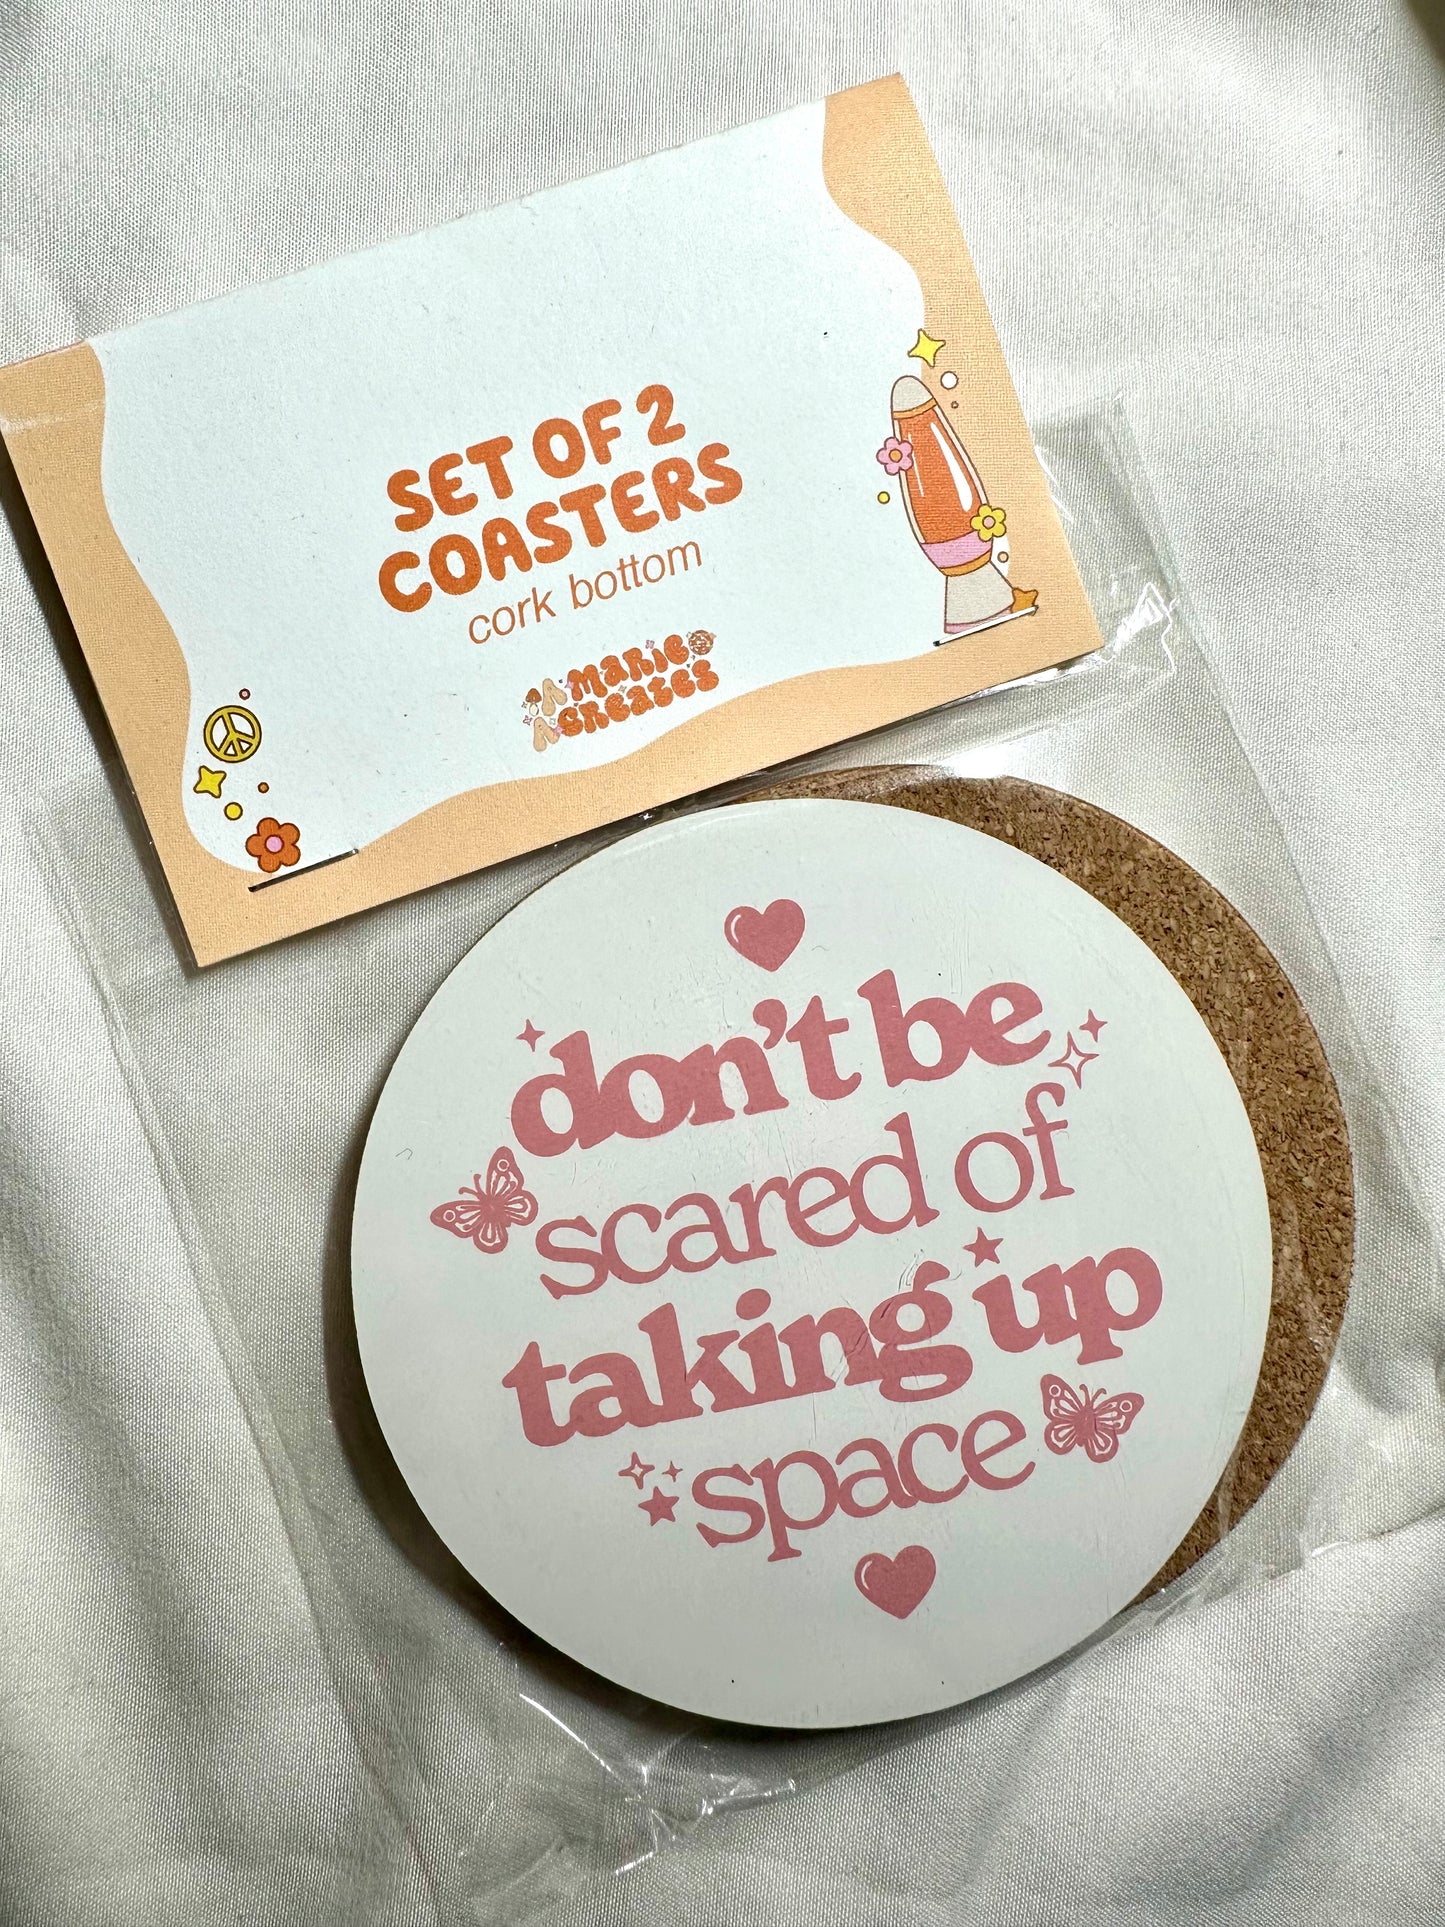 SET OF 2
COASTERS
cork bottom
MARIE
CREATES
don't be
scared of
taking up
space